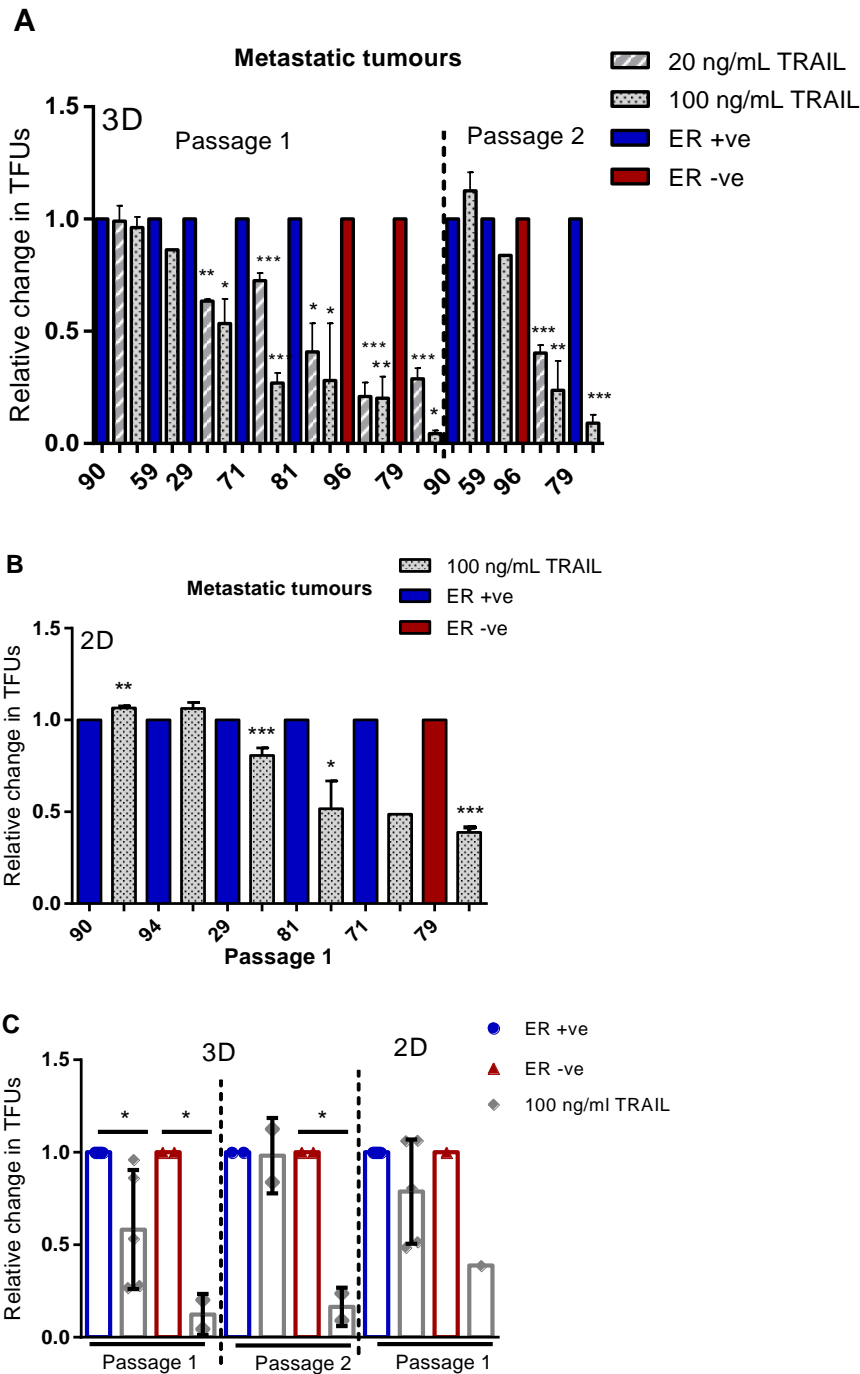 A
Metastatic tumours
20 ng/mL TRAIL
100 ng/mL TRAIL
ER +ve
ER -ve
3D
Passage 1
Passage 2
Relative change in TFUs
1.5
1.0
0.5
0.0
** * *** *** * * *** ** *** * *** ** ***
90 59 29 71 81 96 79 90 59 96 79
B
Metastatic tumours
100 ng/mL TRAIL
ER +ve
ER -ve
2D
Relative change in TFUs
1.5
1.0
0.5
0.0
** *** * ***
90 94 29 81 71 79
Passage 1
C
3D
2D
ER +ve
ER -ve
100 ng/ml TRAIL
Relative change in TFUs
1.5
1.0
0.5
0.0
* * *
Passage 1 Passage 2 Passage 1